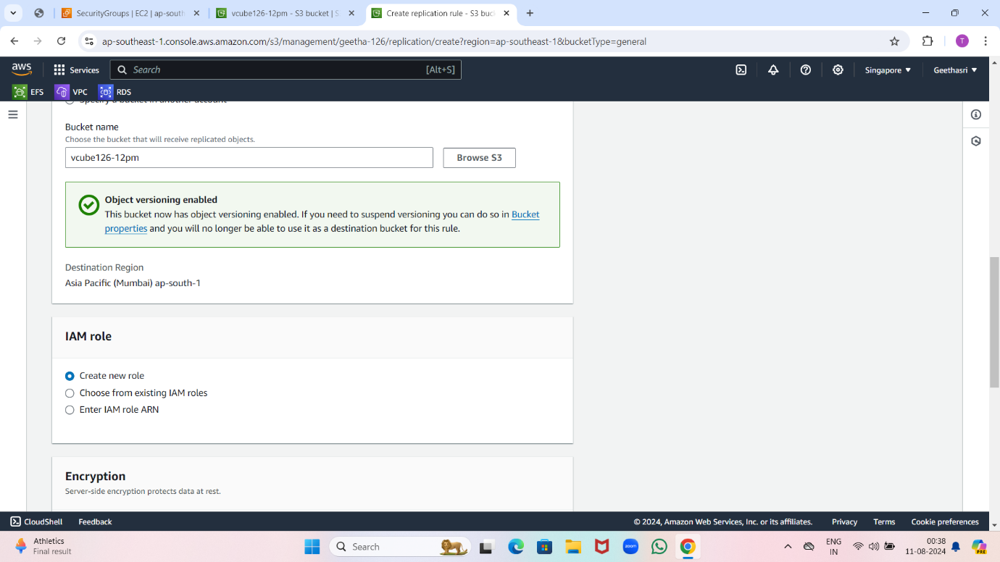 SecurityGroups | EC2 | ap-south
vcube126-12pm - S3 bucket | S
Create replication rule - S3 buck
ap-southeast-1.console.aws.amazon.com/s3/management/geetha-126/replication/create?region=ap-southeast-1&bucketType=general
T
aws
Services
Search
[Alt+S]
Singapore
Geethasri
EFS
VPC
RDS
Specify a bucket in another account
Bucket name
Choose the bucket that will receive replicated objects.
vcube126-12pm
Browse S3
Object versioning enabled
This bucket now has object versioning enabled. If you need to suspend versioning you can do so in Bucket
properties and you will no longer be able to use it as a destination bucket for this rule.
Destination Region
Asia Pacific (Mumbai) ap-south-1
IAM role
Create new role
Choose from existing IAM roles
Enter IAM role ARN
Encryption
Server-side encryption protects data at rest.
CloudShell
Feedback
© 2024, Amazon Web Services, Inc. or its affiliates.
Privacy
Terms
Cookie preferences
Athletics
Final result
Search
zoom
ENG
IN
00:38
11-08-2024
PRE